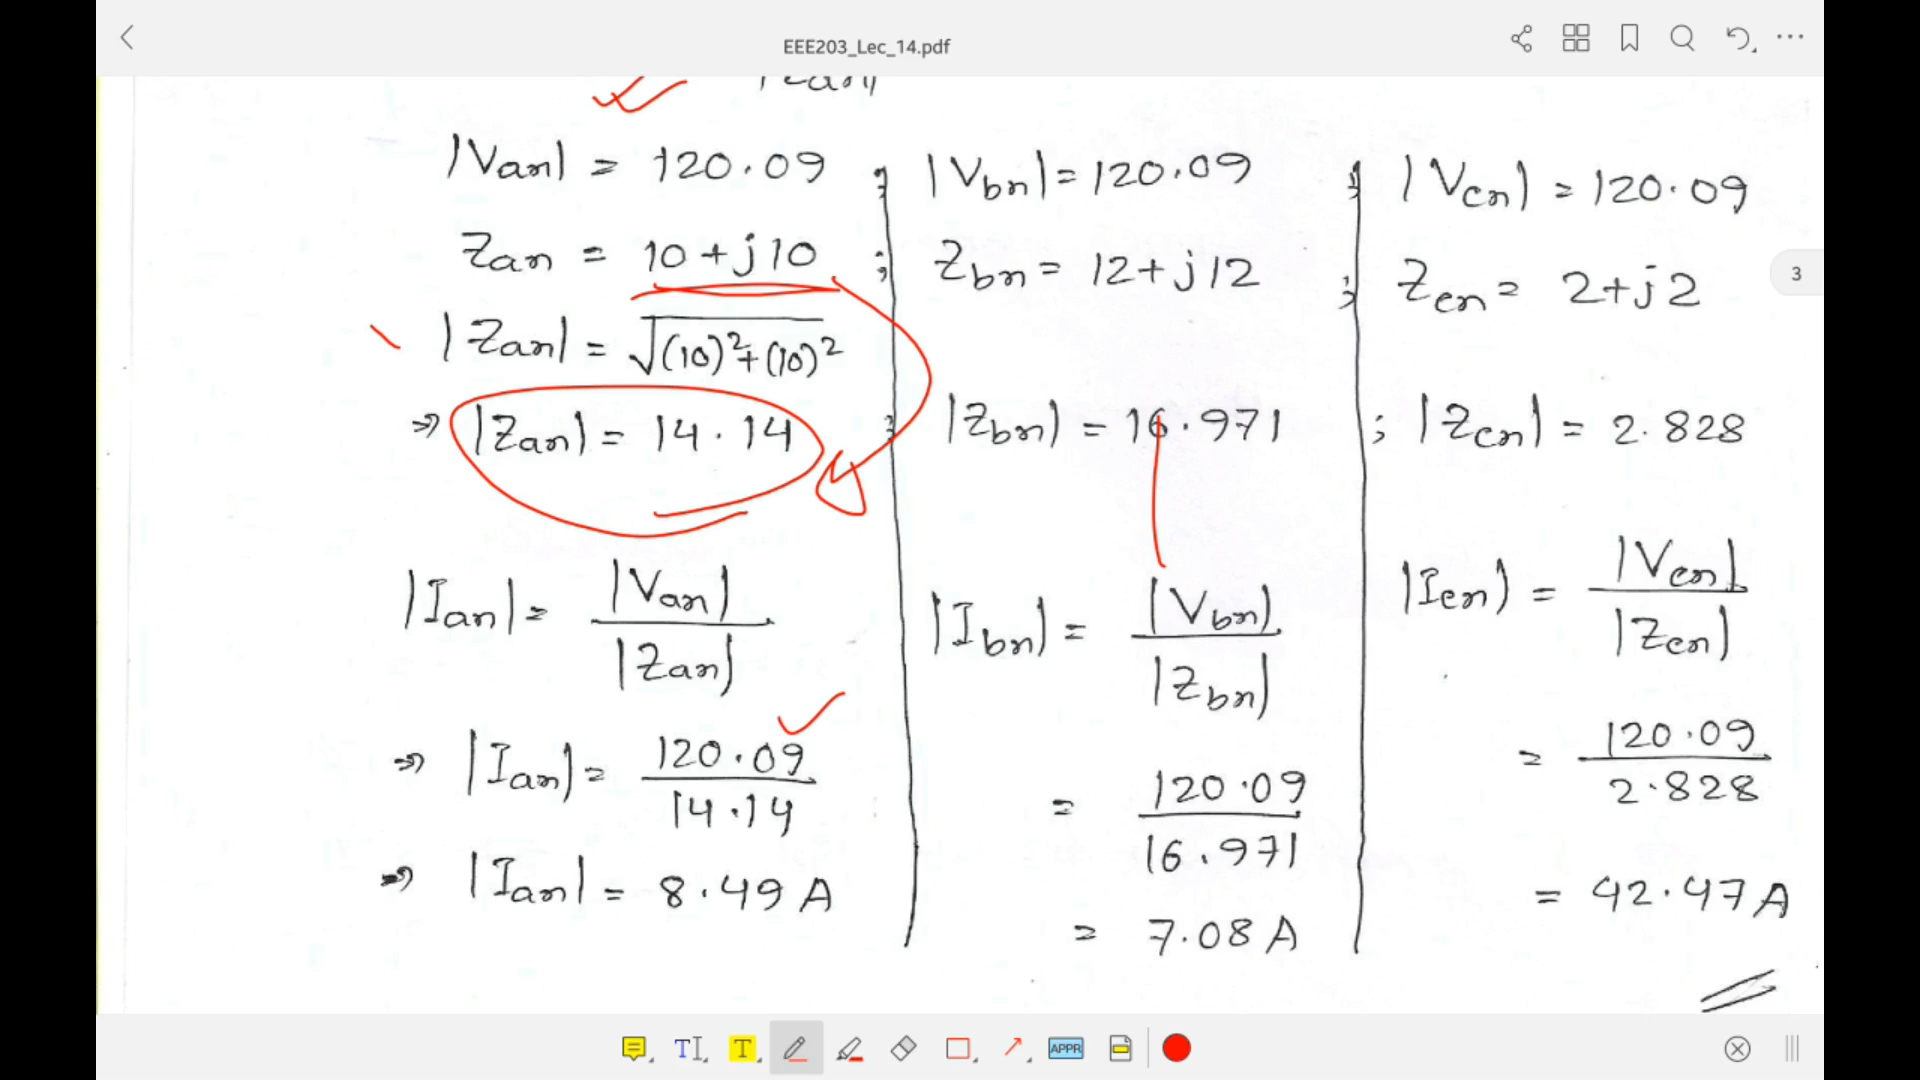 EEE203_Lec_14.pdf
|Van| = 120.09 ; |Vbn| = 120.09 ; |Vcn| = 120.09
Zan = 10+j10 ; Zbn = 12+j12 ; Zcn = 2+j2
3
|Zan| = √(10)²+(10)²
⇒ |Zan| = 14.14 ; |Zbn| = 16.971 ; |Zcn| = 2.828
|Ian| = |Van| / |Zan|
⇒ |Ian| = 120.09 / 14.14
⇒ |Ian| = 8.49 A
|Ibn| = |Vbn| / |Zbn|
= 120.09 / 16.971
= 7.08 A
|Icn| = |Vcn| / |Zcn|
= 120.09 / 2.828
= 42.47 A
TI T APPR